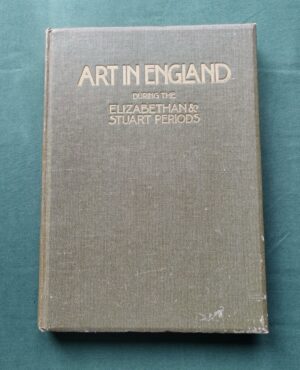 ART IN ENGLAND
DURING THE
ELIZABETHAN &
STUART PERIODS